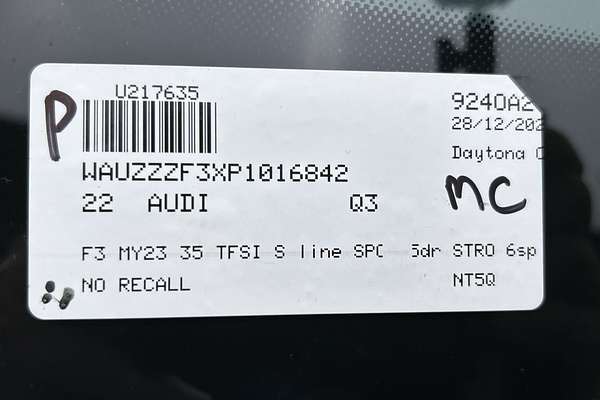 P
U217635
9240A2
28/12/202
Daytona
WAUZZZF3XP1016842
22 AUDI Q3
MC
F3 MY23 35 TFSI S line SPC 5dr STRO 6sp
NO RECALL NT5Q